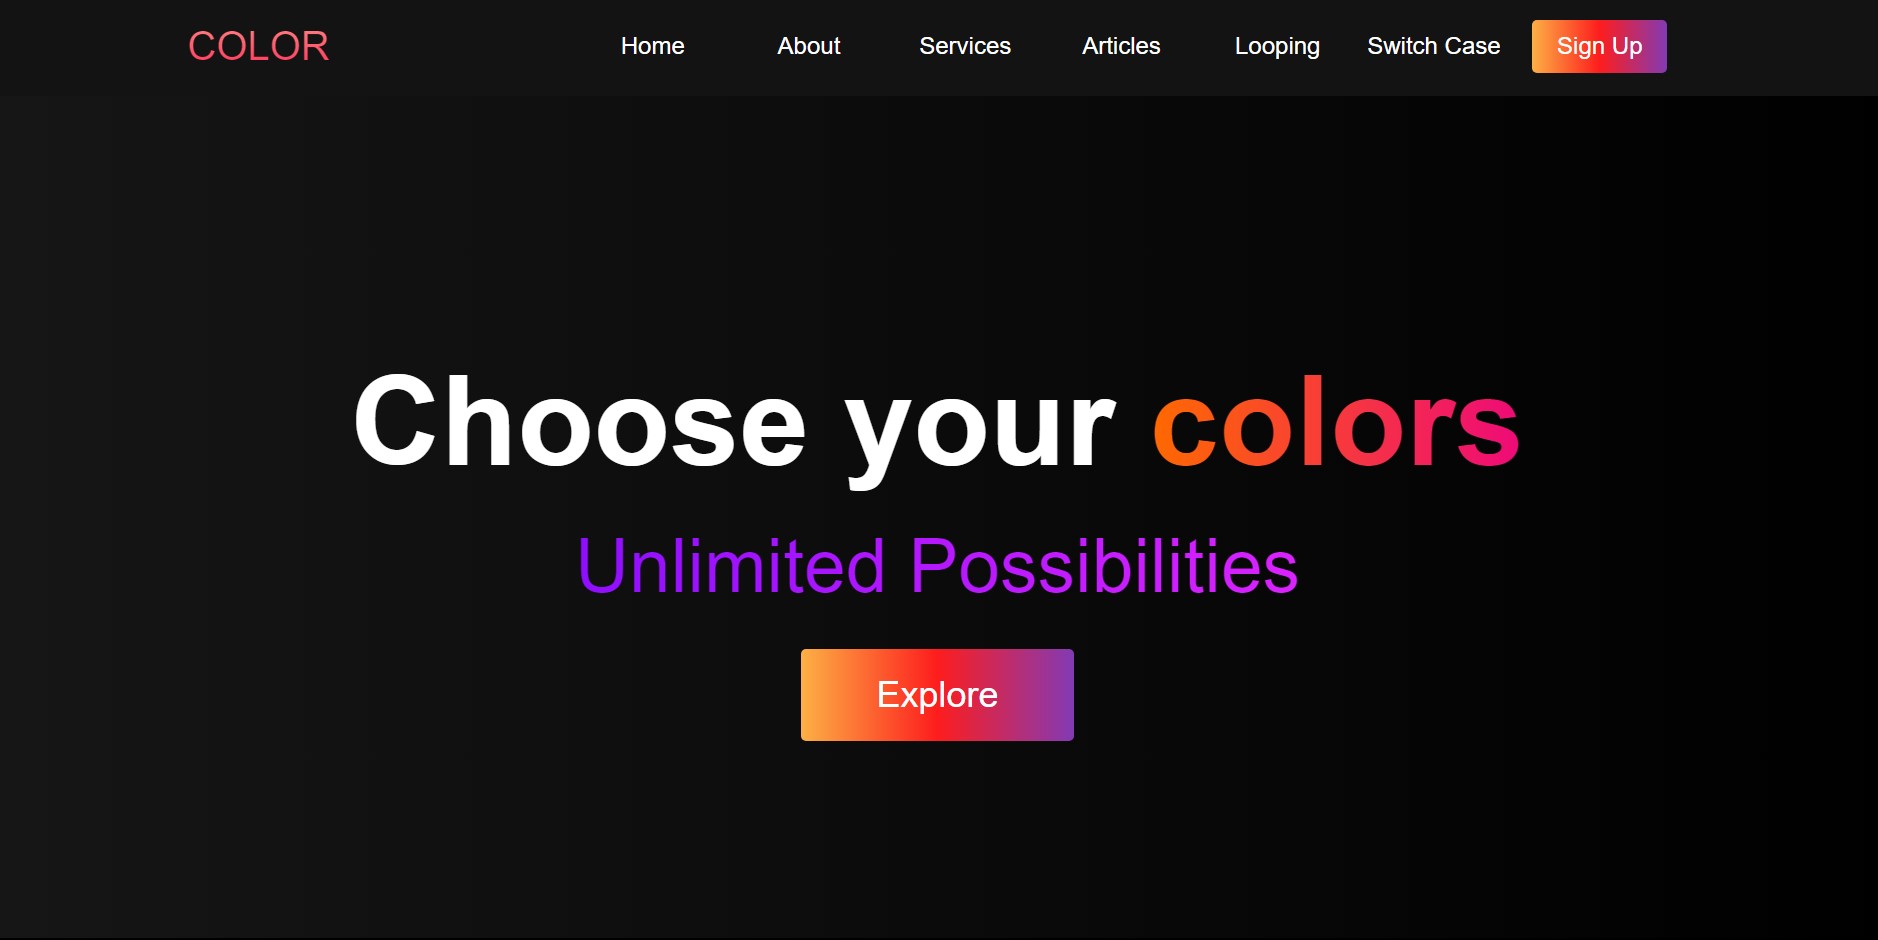 COLOR Home About Services Articles Looping Switch Case Sign Up
Choose your colors
Unlimited Possibilities
Explore